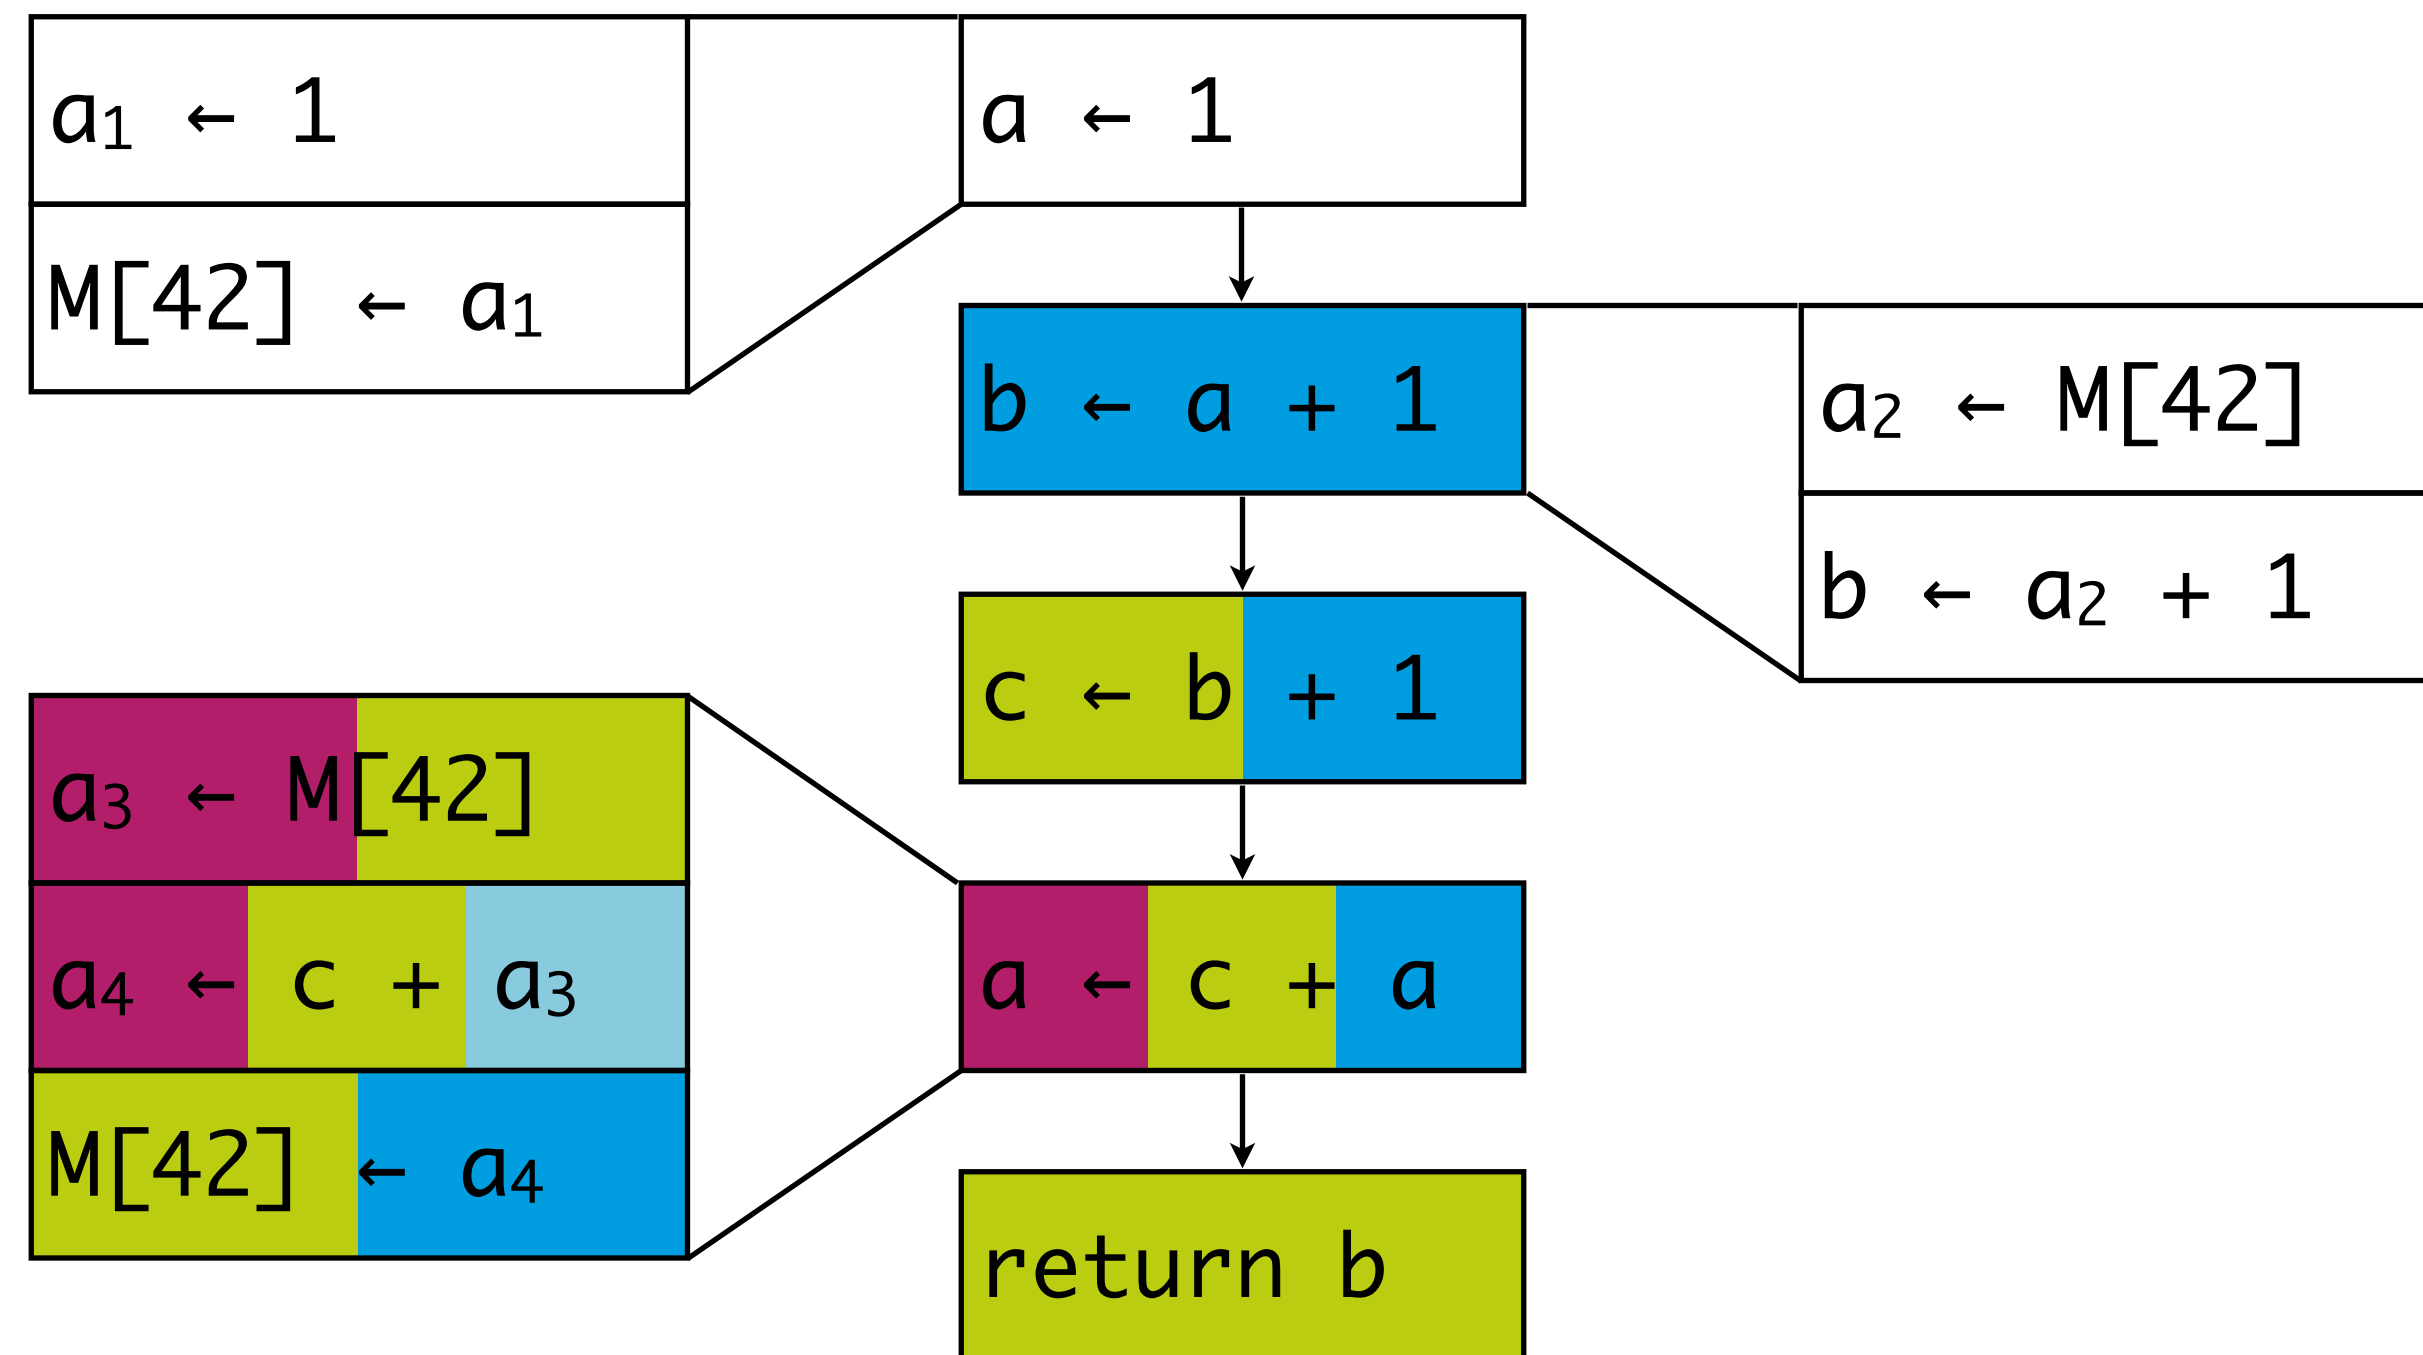 a₁ ← 1
M[42] ← a₁
a ← 1
b ← a + 1
a₂ ← M[42]
b ← a₂ + 1
c ← b + 1
a₃ ← M[42]
a₄ ← c + a₃
M[42] ← a₄
a ← c + a
return b